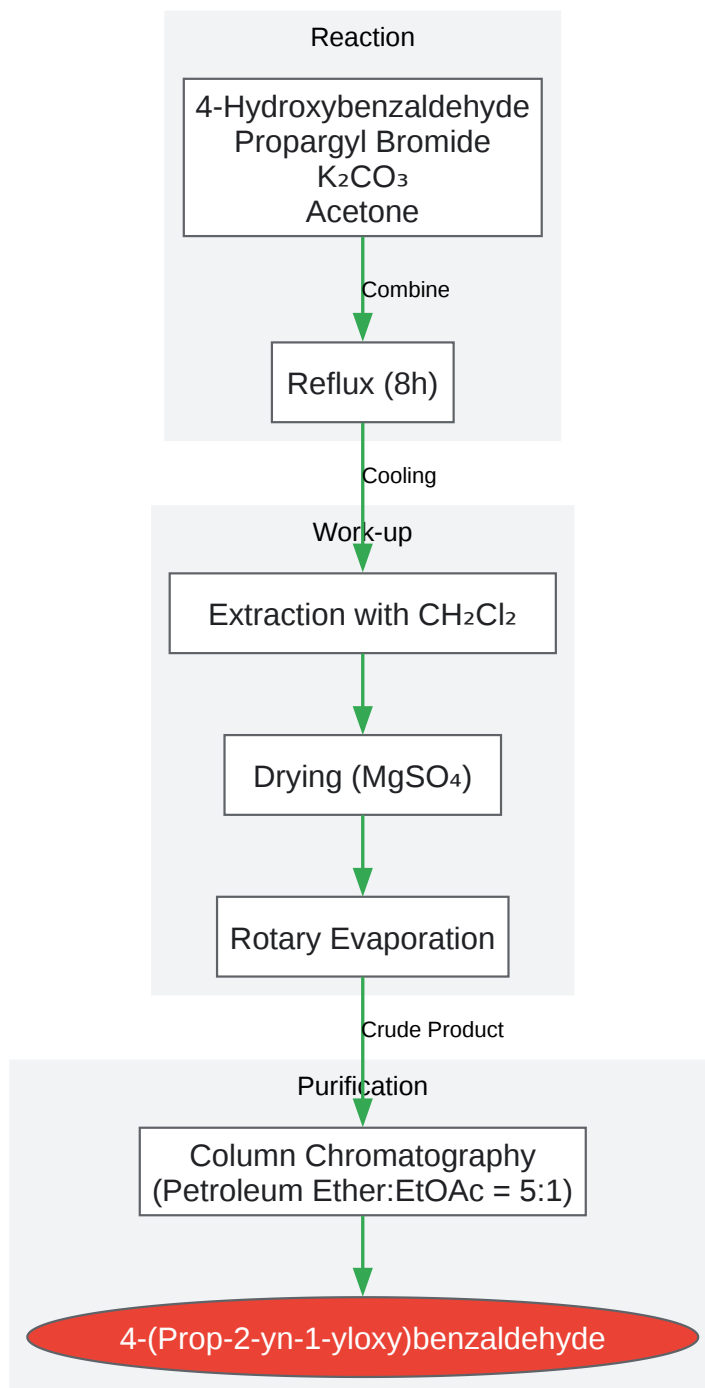 Reaction
4-Hydroxybenzaldehyde
Propargyl Bromide
K₂CO₃
Acetone
Combine
Reflux (8h)
Cooling
Work-up
Extraction with CH₂Cl₂
Drying (MgSO₄)
Rotary Evaporation
Crude Product
Purification
Column Chromatography
(Petroleum Ether:EtOAc = 5:1)
4-(Prop-2-yn-1-yloxy)benzaldehyde